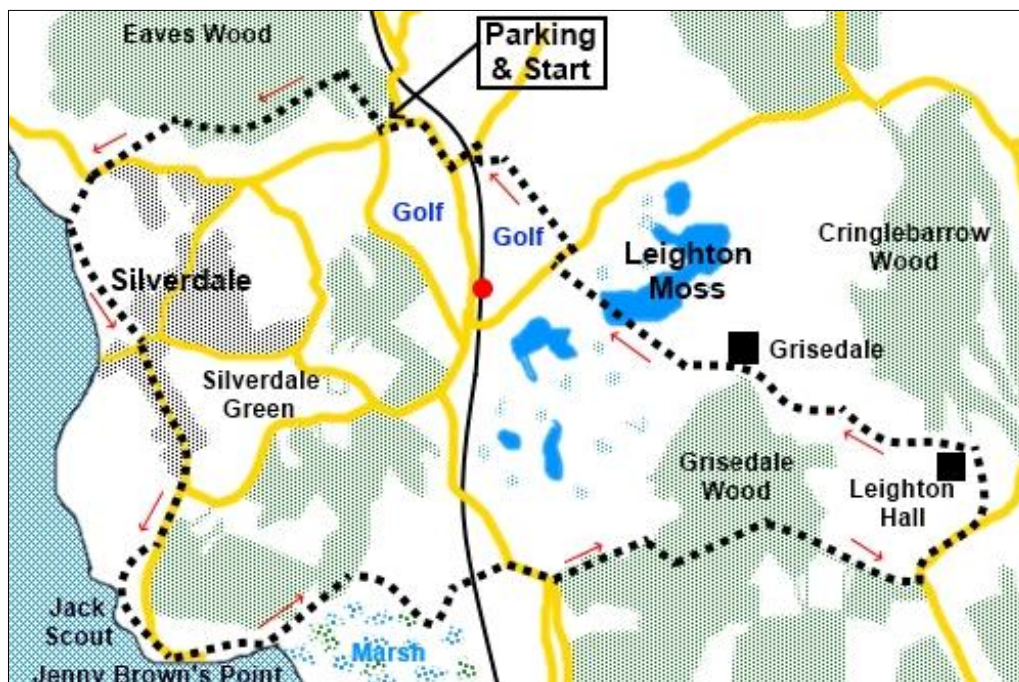 Eaves Wood
Parking
& Start
Golf
Golf
Cringlebarrow
Wood
Leighton
Moss
Silverdale
Grisedale
Silverdale
Green
Grisedale
Wood
Leighton
Hall
Jack
Scout
Marsh
Jenny Brown's Point